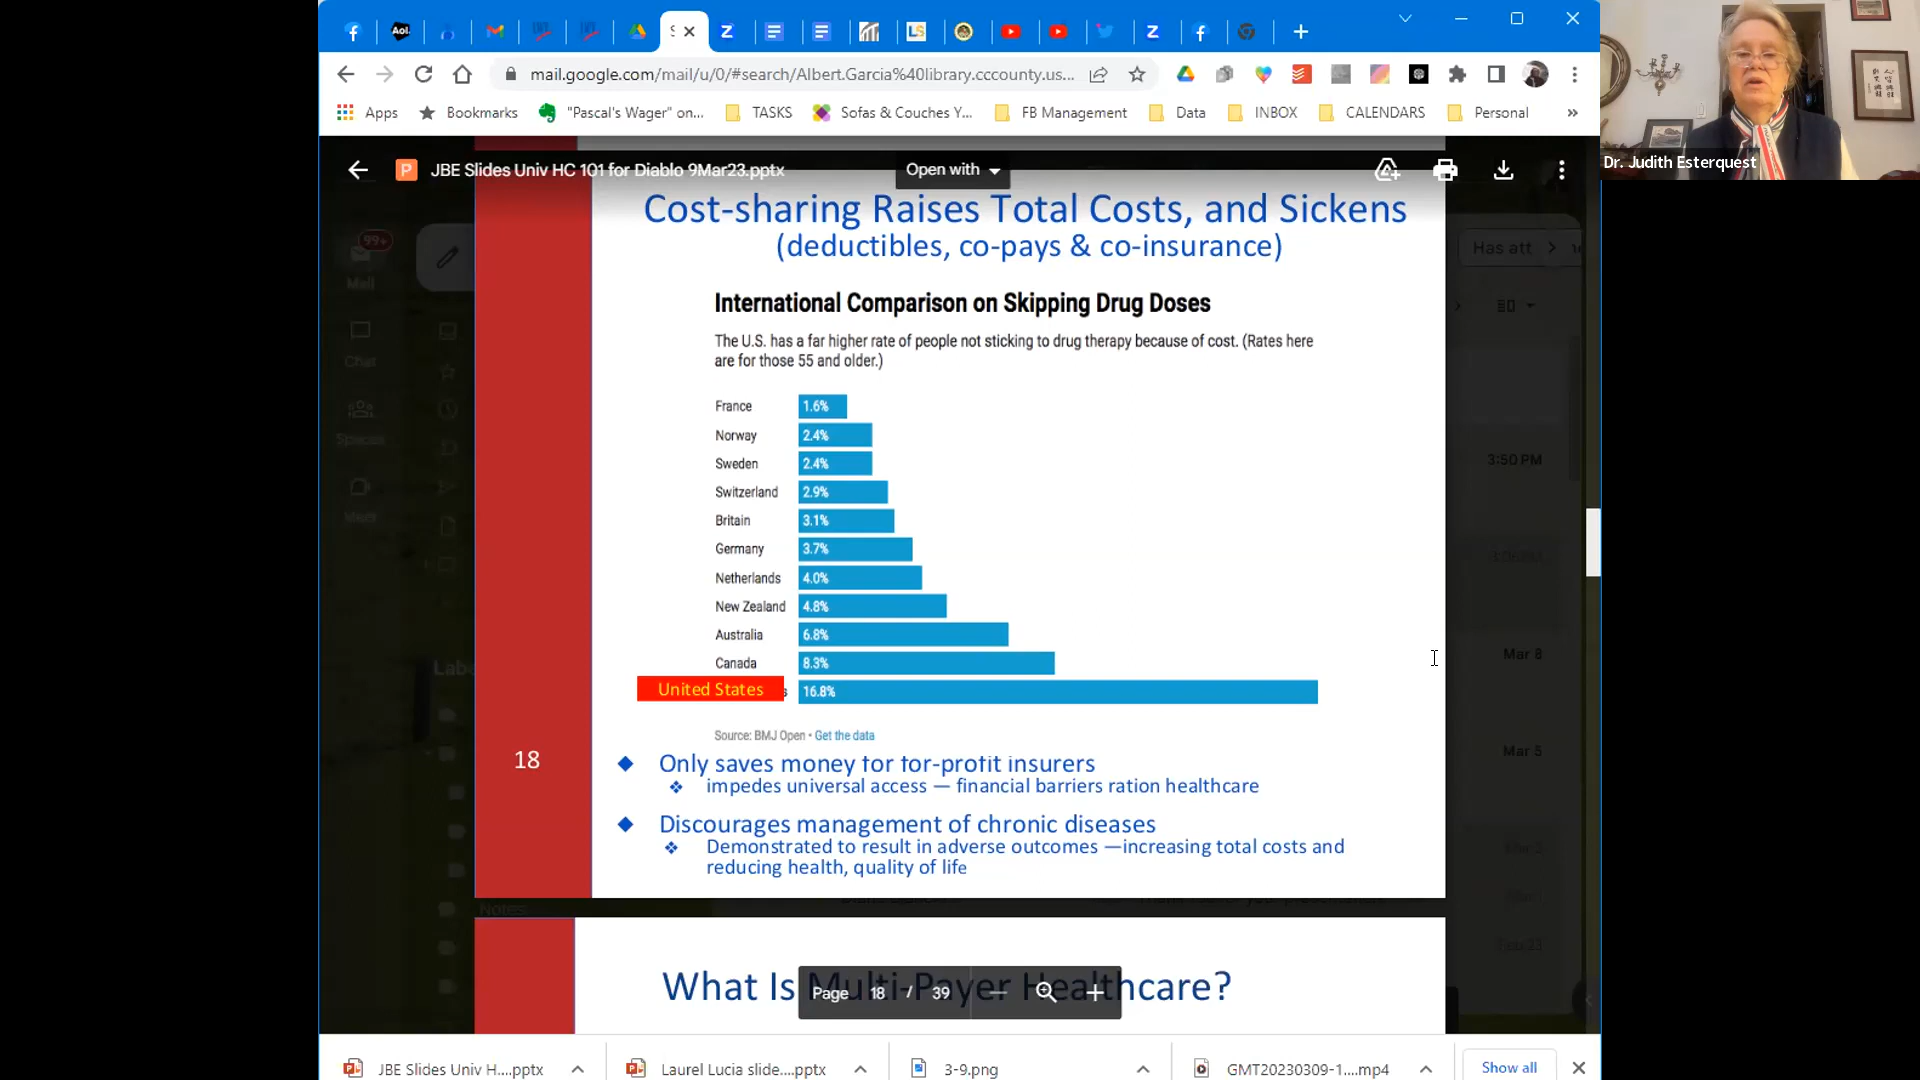 Aol.
mail.google.com/mail/u/0/#search/Albert.Garcia%40library.cccounty.us...
Apps
Bookmarks
"Pascal's Wager" on...
TASKS
Sofas & Couches Y...
FB Management
Data
INBOX
CALENDARS
Personal
»
Dr. Judith Esterquest
JBE Slides Univ HC 101 for Diablo 9Mar23.pptx
Open with
Cost-sharing Raises Total Costs, and Sickens
(deductibles, co-pays & co-insurance)
99+
Mail
Chat
Spaces
Meet
Has att
International Comparison on Skipping Drug Doses
The U.S. has a far higher rate of people not sticking to drug therapy because of cost. (Rates here
are for those 55 and older.)
France 1.6%
Norway 2.4%
Sweden 2.4%
Switzerland 2.9%
Britain 3.1%
Germany 3.7%
Netherlands 4.0%
New Zealand 4.8%
Australia 6.8%
Canada 8.3%
United States 16.8%
3:50 PM
Mar 8
Mar 5
Labe
Source: BMJ Open • Get the data
18
Only saves money for for-profit insurers
impedes universal access — financial barriers ration healthcare
Discourages management of chronic diseases
Demonstrated to result in adverse outcomes —increasing total costs and
reducing health, quality of life
Notes
What Is Multi-Payer Healthcare?
Page 18 / 39
JBE Slides Univ H....pptx
Laurel Lucia slide....pptx
3-9.png
GMT20230309-1....mp4
Show all